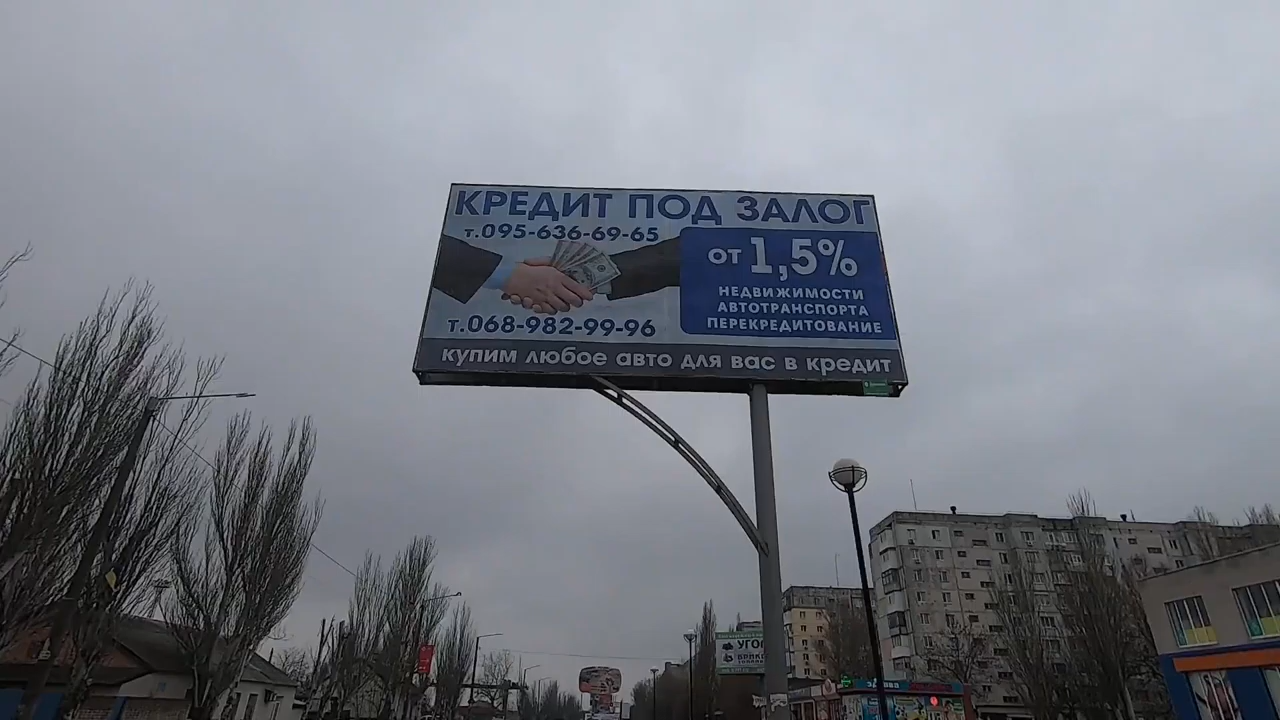 КРЕДИТ ПОД ЗАЛОГ
т.095-636-69-65
от 1,5%
НЕДВИЖИМОСТИ
АВТОТРАНСПОРТА
ПЕРЕКРЕДИТОВАНИЕ
т.068-982-99-96
купим любое авто для вас в кредит